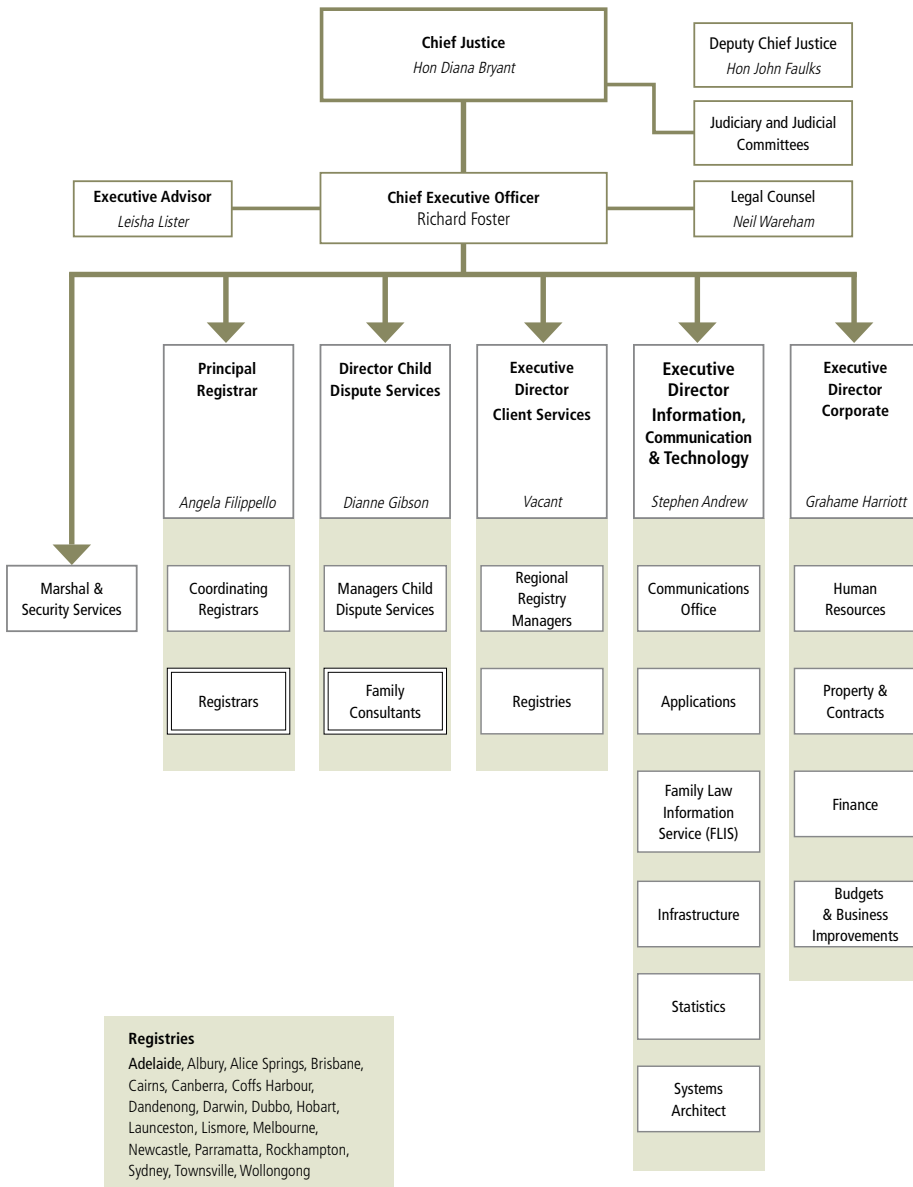 Chief Justice
Hon Diana Bryant
Deputy Chief Justice
Hon John Faulks
Judiciary and Judicial
Committees
Executive Advisor
Leisha Lister
Chief Executive Officer
Richard Foster
Legal Counsel
Neil Wareham
Principal
Registrar
Angela Filippello
Director Child
Dispute Services
Dianne Gibson
Executive
Director
Client Services
Vacant
Executive
Director
Information,
Communication
& Technology
Stephen Andrew
Executive
Director
Corporate
Grahame Harriott
Marshal &
Security Services
Coordinating
Registrars
Registrars
Managers Child
Dispute Services
Family
Consultants
Regional
Registry
Managers
Registries
Communications
Office
Applications
Family Law
Information
Service (FLIS)
Infrastructure
Statistics
Systems
Architect
Human
Resources
Property &
Contracts
Finance
Budgets
& Business
Improvements
Registries
Adelaide, Albury, Alice Springs, Brisbane,
Cairns, Canberra, Coffs Harbour,
Dandenong, Darwin, Dubbo, Hobart,
Launceston, Lismore, Melbourne,
Newcastle, Parramatta, Rockhampton,
Sydney, Townsville, Wollongong